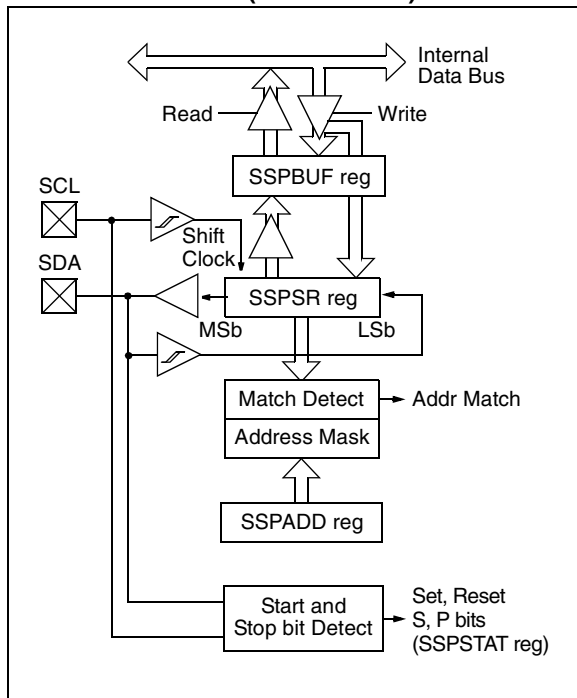 Internal
Data Bus
Read
Write
SSPBUF reg
SCL
Shift
Clock
SDA
SSPSR reg
MSb
LSb
Match Detect
Addr Match
Address Mask
SSPADD reg
Start and
Stop bit Detect
Set, Reset
S, P bits
(SSPSTAT reg)